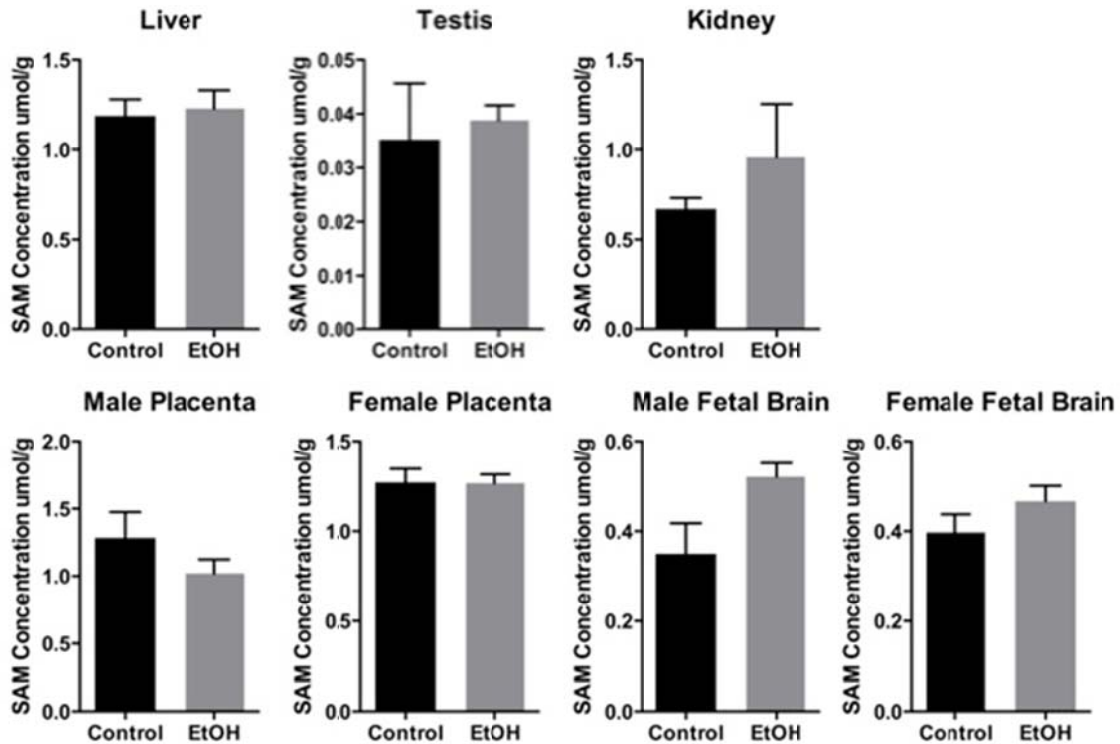 Liver
SAM Concentration umol/g
1.5
1.0
0.5
0.0
Control EtOH
Testis
SAM Concentration umol/g
0.05
0.04
0.03
0.02
0.01
0.00
Control EtOH
Kidney
SAM Concentration umol/g
1.5
1.0
0.5
0.0
Control EtOH
Male Placenta
SAM Concentration umol/g
2.0
1.5
1.0
0.5
0.0
Control EtOH
Female Placenta
SAM Concentration umol/g
1.5
1.0
0.5
0.0
Control EtOH
Male Fetal Brain
SAM Concentration umol/g
0.6
0.4
0.2
0.0
Control EtOH
Female Fetal Brain
SAM Concentration umol/g
0.6
0.4
0.2
0.0
Control EtOH